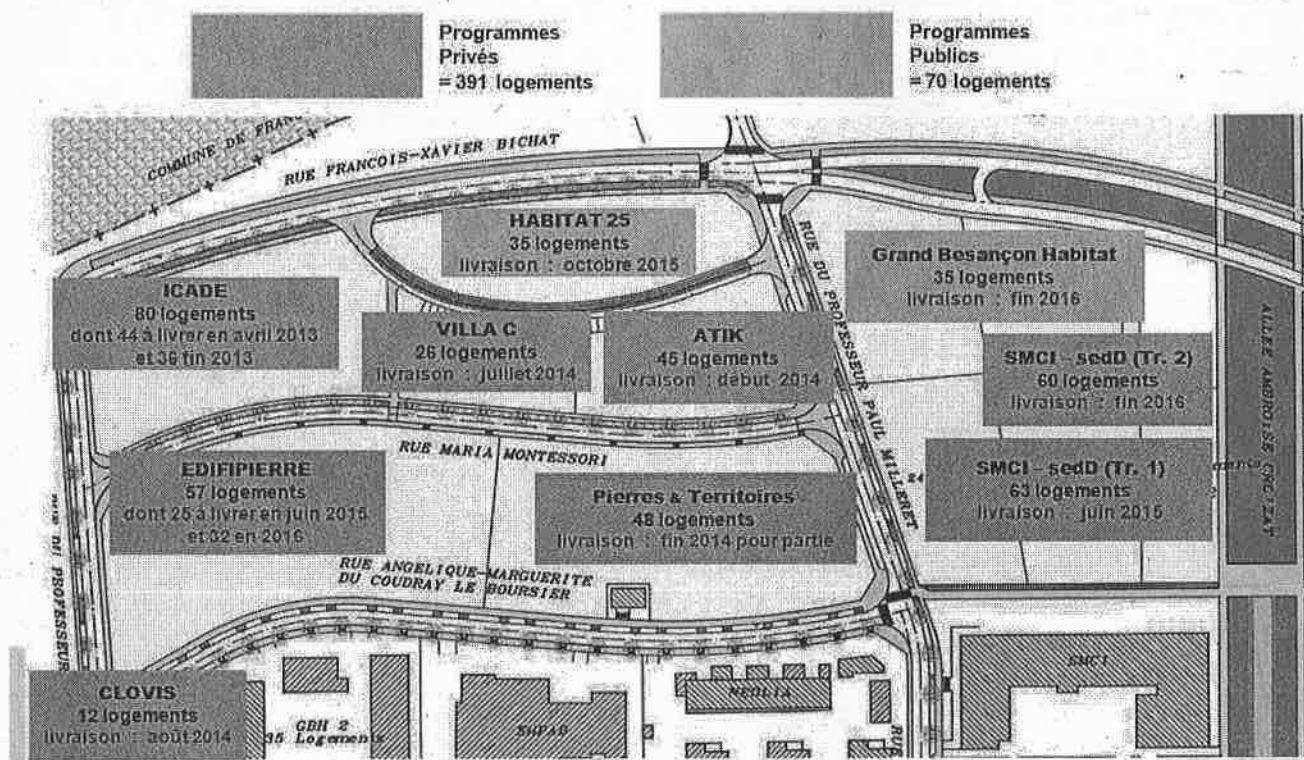 Programmes
Privés
= 391 logements
Programmes
Publics
= 70 logements
COMMUNE DE FRANC
RUE FRANCOIS-XAVIER BICHAT
HABITAT 25
35 logements
livraison : octobre 2015
RUE DU PROFESSEUR PAUL MILLERET
Grand Besançon Habitat
35 logements
livraison : fin 2016
ICADE
80 logements
dont 44 à livrer en avril 2013
et 36 fin 2013
VILLA C
26 logements
livraison : juillet 2014
ATIK
45 logements
livraison : début 2014
SMCI – sedD (Tr. 2)
60 logements
livraison : fin 2016
ALLEE AMBROISE CROIZAT
RUE MARIA MONTESSORI
EDIFIPIERRE
57 logements
dont 25 à livrer en juin 2015
et 32 en 2016
Pierres & Territoires
48 logements
livraison : fin 2014 pour partie
SMCI – sedD (Tr. 1)
63 logements
livraison : juin 2015
24
RUE ANGELIQUE-MARGUERITE
DU COUDRAY LE BOURSIER
DU PROFESSEUR
CLOVIS
12 logements
livraison : août 2014
GBH 2
35 Logements
EHPAD
NEOLIA
SMCI
RUE